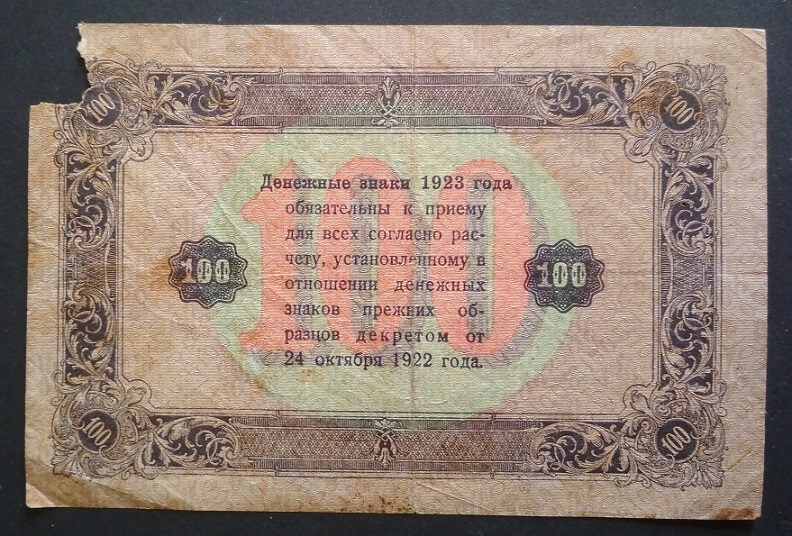 100 100
100
Денежные знаки 1923 года
обязательны к приему
для всех согласно рас-
чету, установленному в
отношении денежных
знаков прежних об-
разцов декретом от
24 октября 1922 года.
100 100
100 100